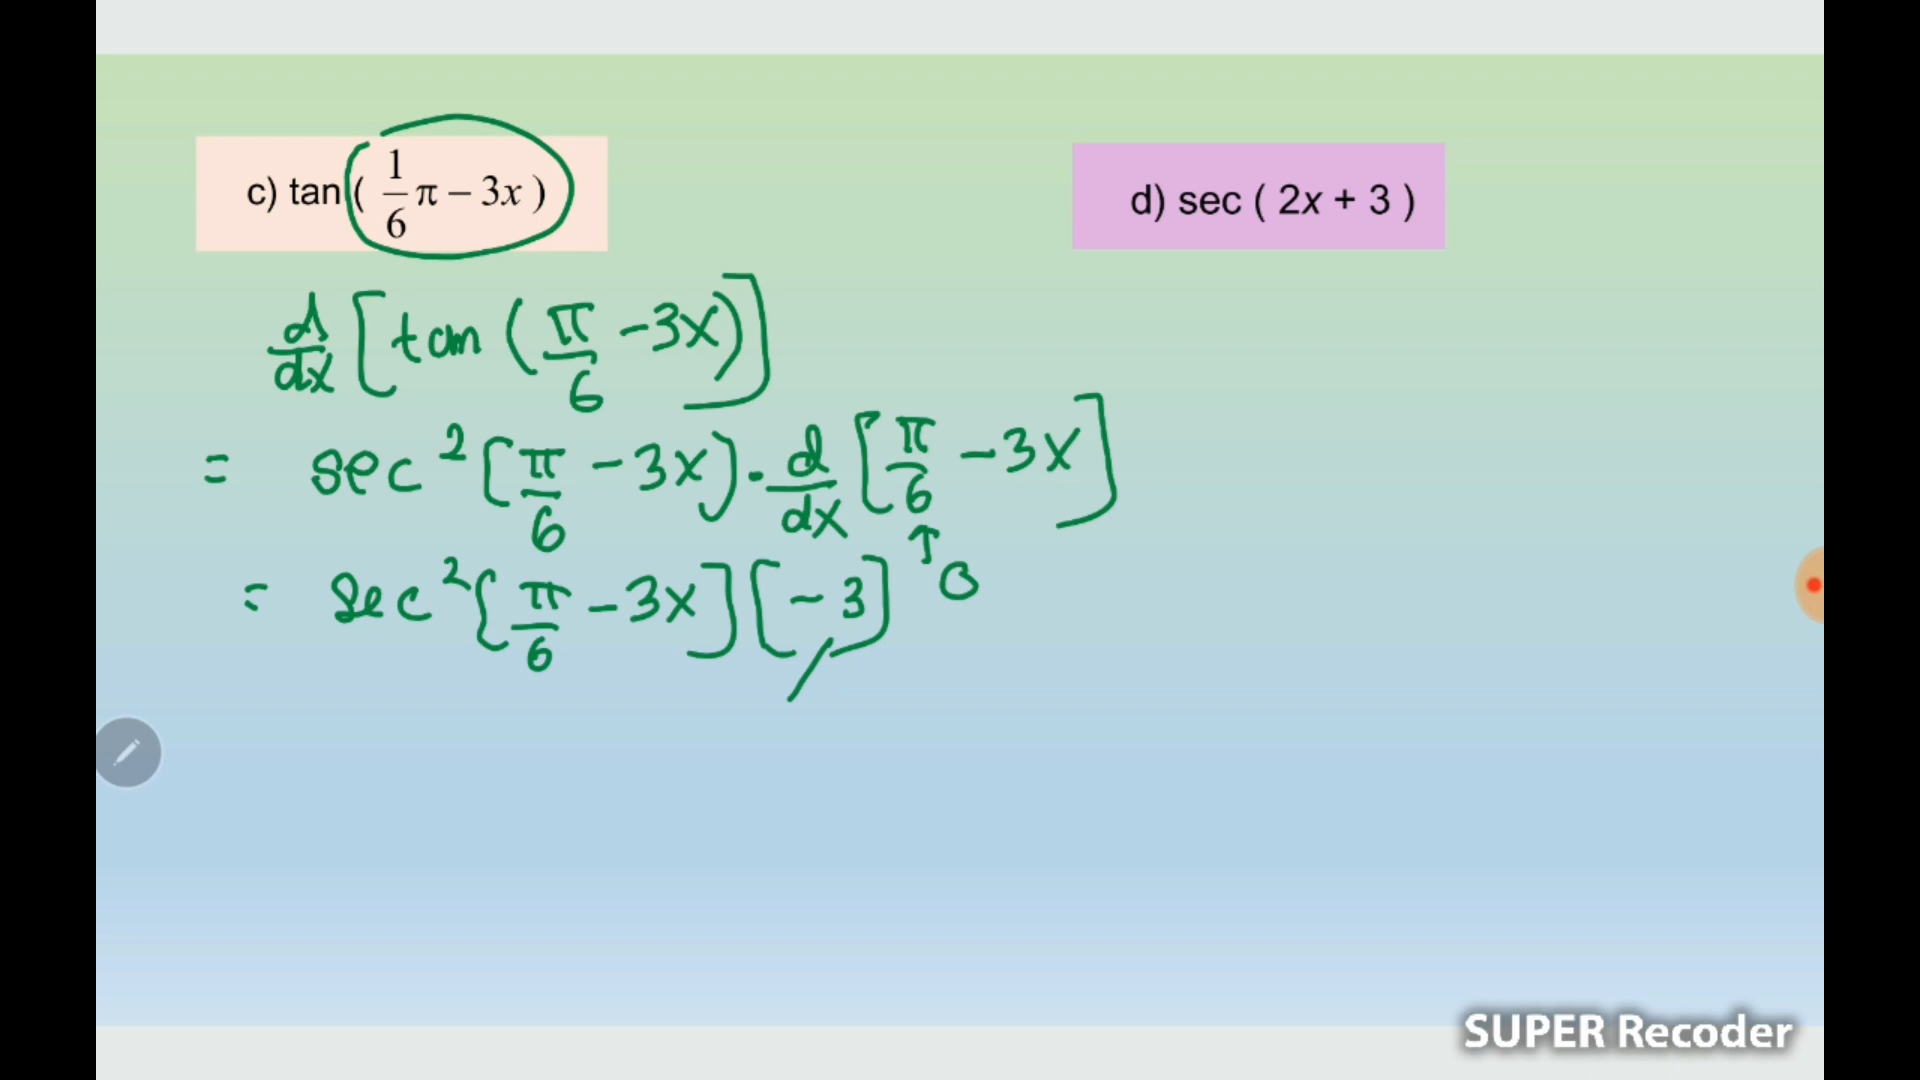 c) tan ( 1/6 π − 3x )
d) sec ( 2x + 3 )
d/dx [tan (π/6 −3x)]
= sec² [π/6 −3x) · d/dx [π/6 −3x]
↑ 0
= sec² [π/6 −3x] [−3]
SUPER Recoder